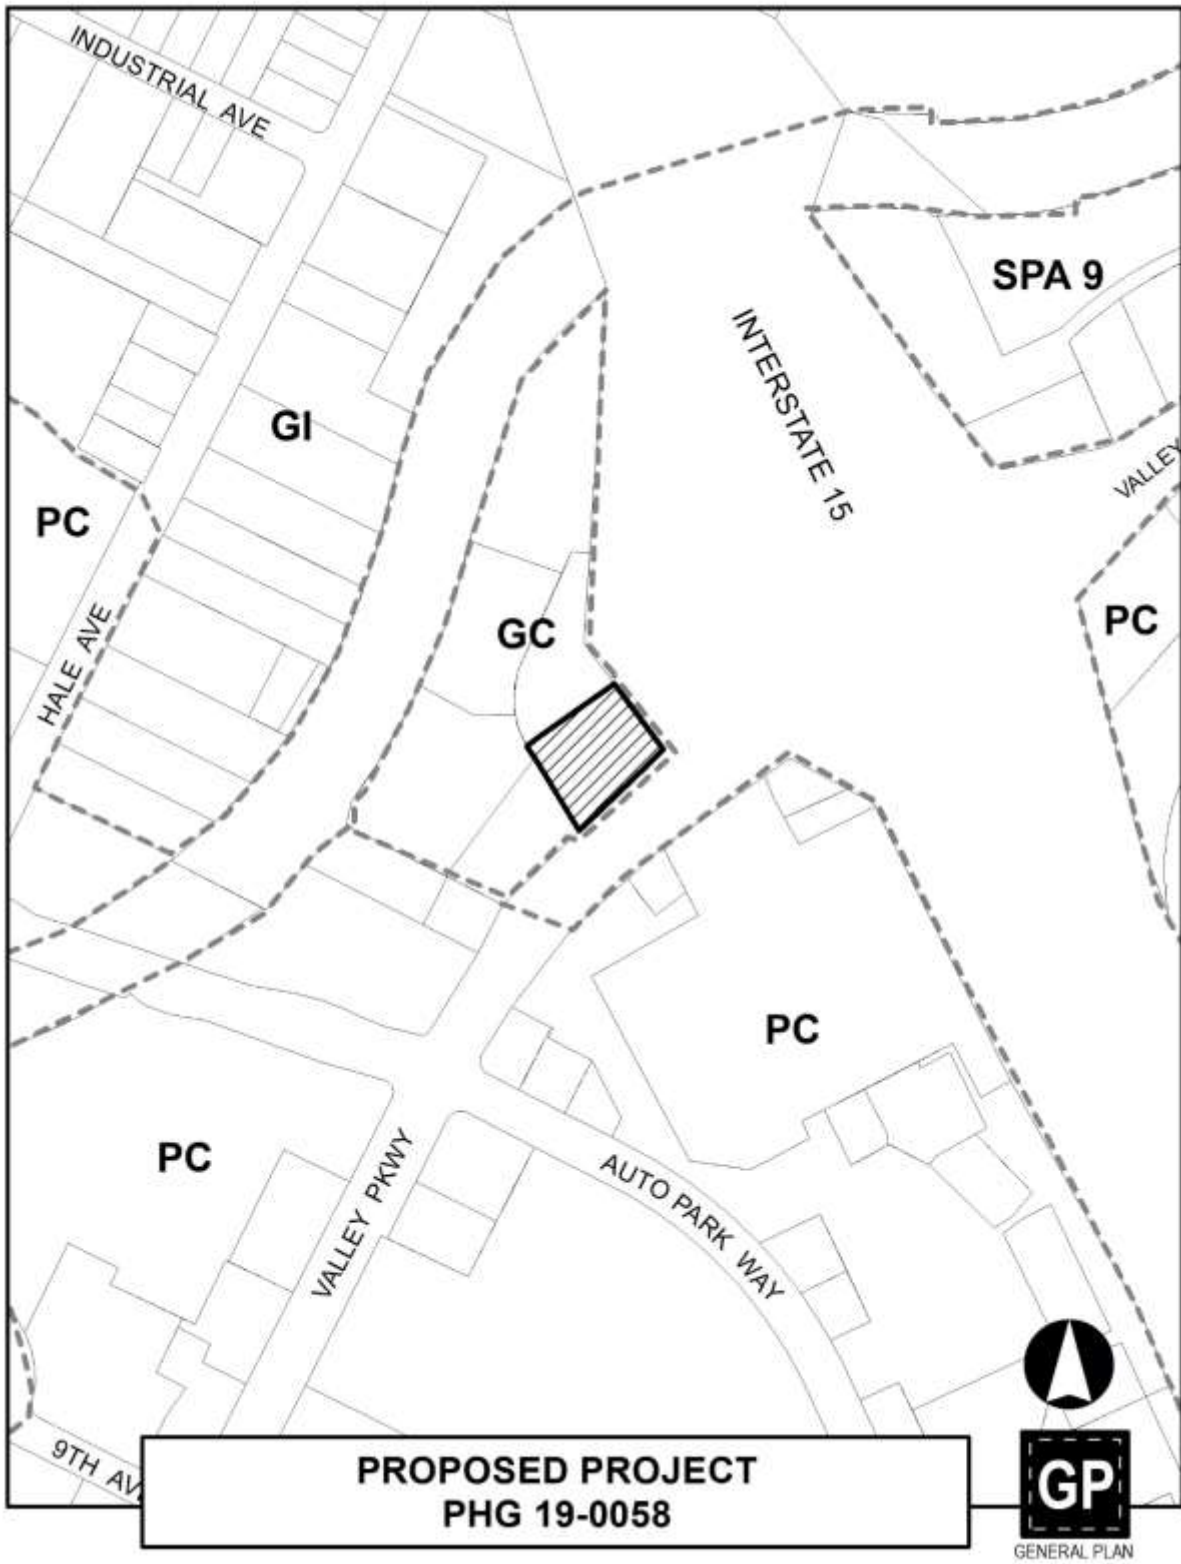 INDUSTRIAL AVE
SPA 9
INTERSTATE 15
GI
PC
VALLEY
HALE AVE
GC
PC
PC
PC
VALLEY PKWY
AUTO PARK WAY
9TH AV
PROPOSED PROJECT
PHG 19-0058
GP
GENERAL PLAN